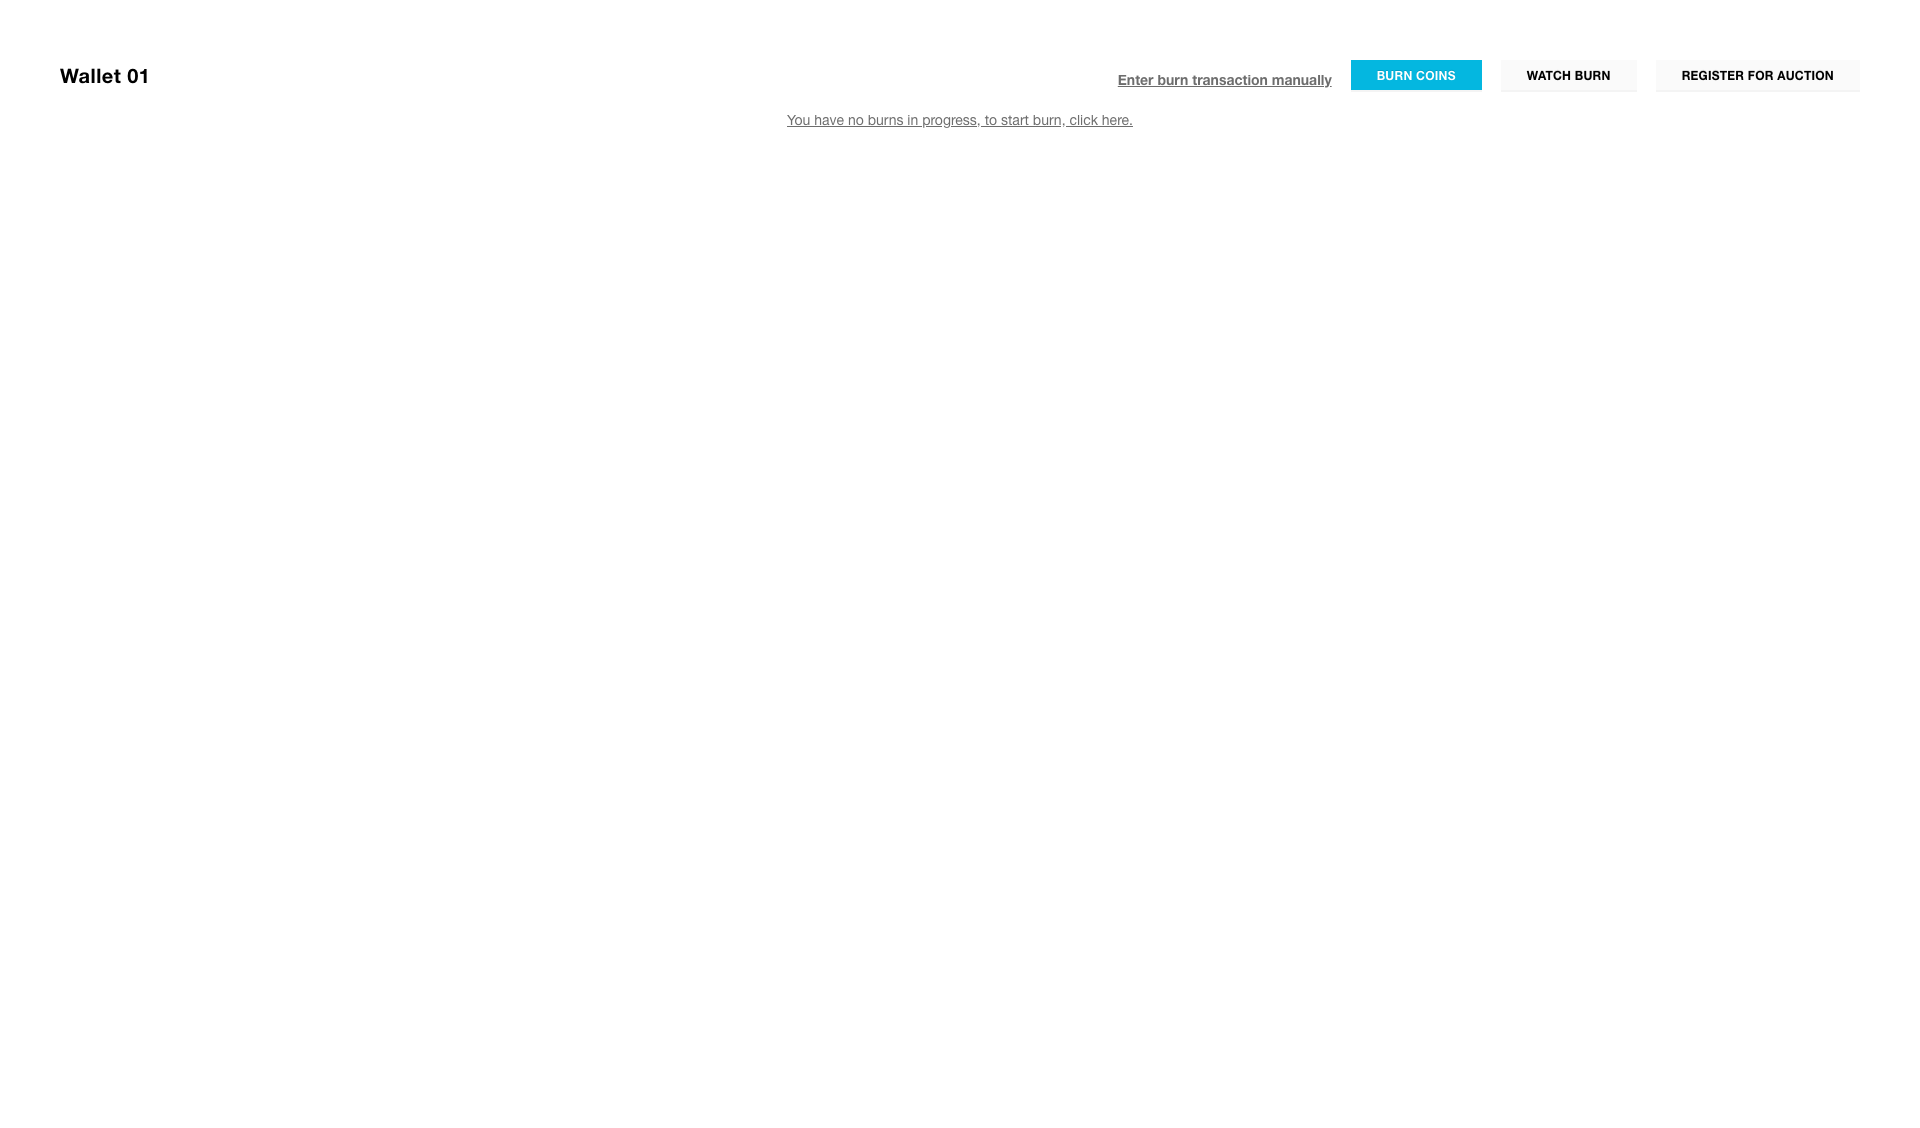 Wallet 01
Enter burn transaction manually
BURN COINS
WATCH BURN
REGISTER FOR AUCTION
You have no burns in progress, to start burn, click here.